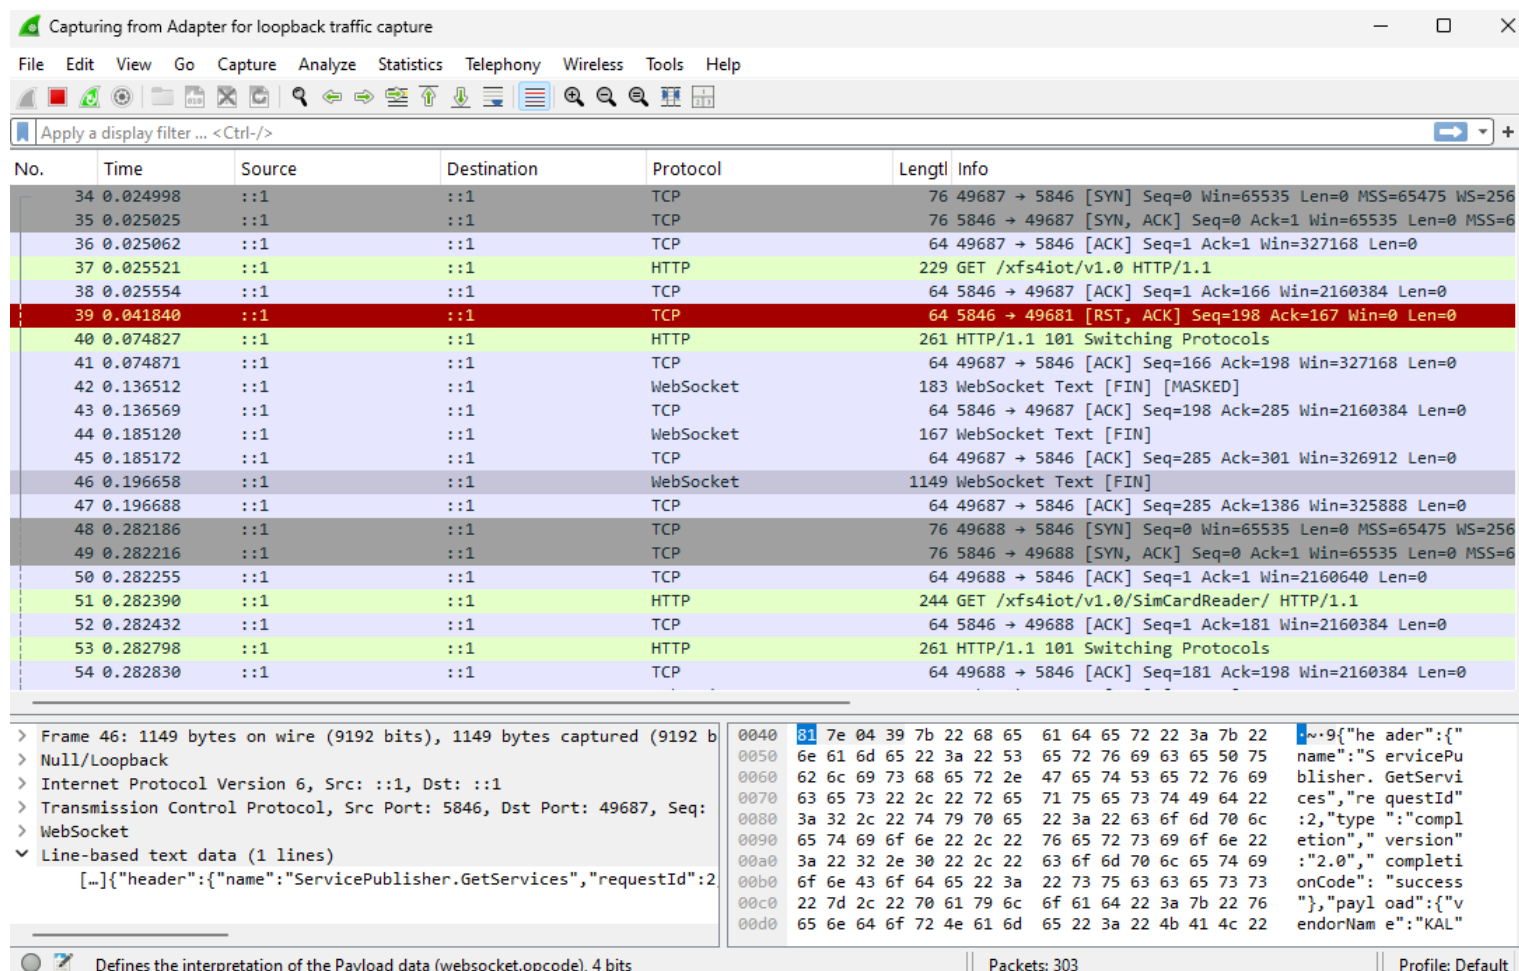 Capturing from Adapter for loopback traffic capture
File Edit View Go Capture Analyze Statistics Telephony Wireless Tools Help
Apply a display filter ... <Ctrl-/>
No. Time Source Destination Protocol Lengtl Info
34 0.024998 ::1 ::1 TCP 76 49687 → 5846 [SYN] Seq=0 Win=65535 Len=0 MSS=65475 WS=256
35 0.025025 ::1 ::1 TCP 76 5846 → 49687 [SYN, ACK] Seq=0 Ack=1 Win=65535 Len=0 MSS=6
36 0.025062 ::1 ::1 TCP 64 49687 → 5846 [ACK] Seq=1 Ack=1 Win=327168 Len=0
37 0.025521 ::1 ::1 HTTP 229 GET /xfs4iot/v1.0 HTTP/1.1
38 0.025554 ::1 ::1 TCP 64 5846 → 49687 [ACK] Seq=1 Ack=166 Win=2160384 Len=0
39 0.041840 ::1 ::1 TCP 64 5846 → 49681 [RST, ACK] Seq=198 Ack=167 Win=0 Len=0
40 0.074827 ::1 ::1 HTTP 261 HTTP/1.1 101 Switching Protocols
41 0.074871 ::1 ::1 TCP 64 49687 → 5846 [ACK] Seq=166 Ack=198 Win=327168 Len=0
42 0.136512 ::1 ::1 WebSocket 183 WebSocket Text [FIN] [MASKED]
43 0.136569 ::1 ::1 TCP 64 5846 → 49687 [ACK] Seq=198 Ack=285 Win=2160384 Len=0
44 0.185120 ::1 ::1 WebSocket 167 WebSocket Text [FIN]
45 0.185172 ::1 ::1 TCP 64 49687 → 5846 [ACK] Seq=285 Ack=301 Win=326912 Len=0
46 0.196658 ::1 ::1 WebSocket 1149 WebSocket Text [FIN]
47 0.196688 ::1 ::1 TCP 64 49687 → 5846 [ACK] Seq=285 Ack=1386 Win=325888 Len=0
48 0.282186 ::1 ::1 TCP 76 49688 → 5846 [SYN] Seq=0 Win=65535 Len=0 MSS=65475 WS=256
49 0.282216 ::1 ::1 TCP 76 5846 → 49688 [SYN, ACK] Seq=0 Ack=1 Win=65535 Len=0 MSS=6
50 0.282255 ::1 ::1 TCP 64 49688 → 5846 [ACK] Seq=1 Ack=1 Win=2160640 Len=0
51 0.282390 ::1 ::1 HTTP 244 GET /xfs4iot/v1.0/SimCardReader/ HTTP/1.1
52 0.282432 ::1 ::1 TCP 64 5846 → 49688 [ACK] Seq=1 Ack=181 Win=2160384 Len=0
53 0.282798 ::1 ::1 HTTP 261 HTTP/1.1 101 Switching Protocols
54 0.282830 ::1 ::1 TCP 64 49688 → 5846 [ACK] Seq=181 Ack=198 Win=2160384 Len=0
Frame 46: 1149 bytes on wire (9192 bits), 1149 bytes captured (9192 b
Null/Loopback
Internet Protocol Version 6, Src: ::1, Dst: ::1
Transmission Control Protocol, Src Port: 5846, Dst Port: 49687, Seq:
WebSocket
Line-based text data (1 lines)
[…]{"header":{"name":"ServicePublisher.GetServices","requestId":2,
0040 81 7e 04 39 7b 22 68 65 61 64 65 72 22 3a 7b 22 ·~·9{"he ader":{"
0050 6e 61 6d 65 22 3a 22 53 65 72 76 69 63 65 50 75 name":"S ervicePu
0060 62 6c 69 73 68 65 72 2e 47 65 74 53 65 72 76 69 blisher. GetServi
0070 63 65 73 22 2c 22 72 65 71 75 65 73 74 49 64 22 ces","re questId"
0080 3a 32 2c 22 74 79 70 65 22 3a 22 63 6f 6d 70 6c :2,"type ":"compl
0090 65 74 69 6f 6e 22 2c 22 76 65 72 73 69 6f 6e 22 etion"," version"
00a0 3a 22 32 2e 30 22 2c 22 63 6f 6d 70 6c 65 74 69 :"2.0"," completi
00b0 6f 6e 43 6f 64 65 22 3a 22 73 75 63 63 65 73 73 onCode": "success
00c0 22 7d 2c 22 70 61 79 6c 6f 61 64 22 3a 7b 22 76 "},"payl oad":{"v
00d0 65 6e 64 6f 72 4e 61 6d 65 22 3a 22 4b 41 4c 22 endorNam e":"KAL"
Defines the interpretation of the Payload data (websocket.opcode), 4 bits
Packets: 303
Profile: Default